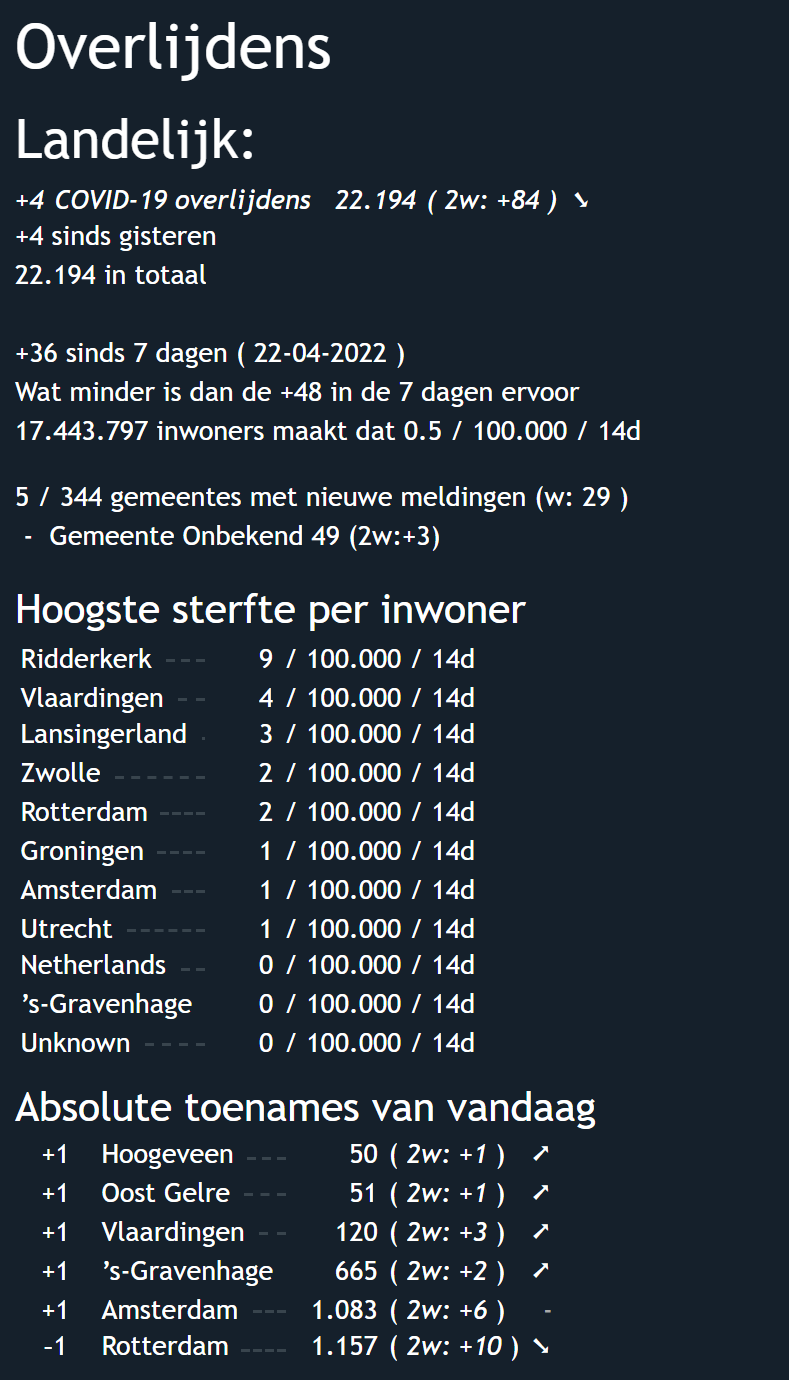 Overlijdens
Landelijk:
+4 COVID-19 overlijdens 22.194 ( 2w: +84 ) ➘
+4 sinds gisteren
22.194 in totaal
+36 sinds 7 dagen ( 22-04-2022 )
Wat minder is dan de +48 in de 7 dagen ervoor
17.443.797 inwoners maakt dat 0.5 / 100.000 / 14d
5 / 344 gemeentes met nieuwe meldingen (w: 29 )
- Gemeente Onbekend 49 (2w:+3)
Hoogste sterfte per inwoner
Ridderkerk --- 9 / 100.000 / 14d
Vlaardingen -- 4 / 100.000 / 14d
Lansingerland . 3 / 100.000 / 14d
Zwolle ------ 2 / 100.000 / 14d
Rotterdam ---- 2 / 100.000 / 14d
Groningen ---- 1 / 100.000 / 14d
Amsterdam --- 1 / 100.000 / 14d
Utrecht ------ 1 / 100.000 / 14d
Netherlands -- 0 / 100.000 / 14d
’s-Gravenhage 0 / 100.000 / 14d
Unknown ---- 0 / 100.000 / 14d
Absolute toenames van vandaag
+1 Hoogeveen --- 50 ( 2w: +1 ) ➚
+1 Oost Gelre --- 51 ( 2w: +1 ) ➚
+1 Vlaardingen -- 120 ( 2w: +3 ) ➚
+1 ’s-Gravenhage 665 ( 2w: +2 ) ➚
+1 Amsterdam --- 1.083 ( 2w: +6 ) -
-1 Rotterdam ---- 1.157 ( 2w: +10 ) ➘